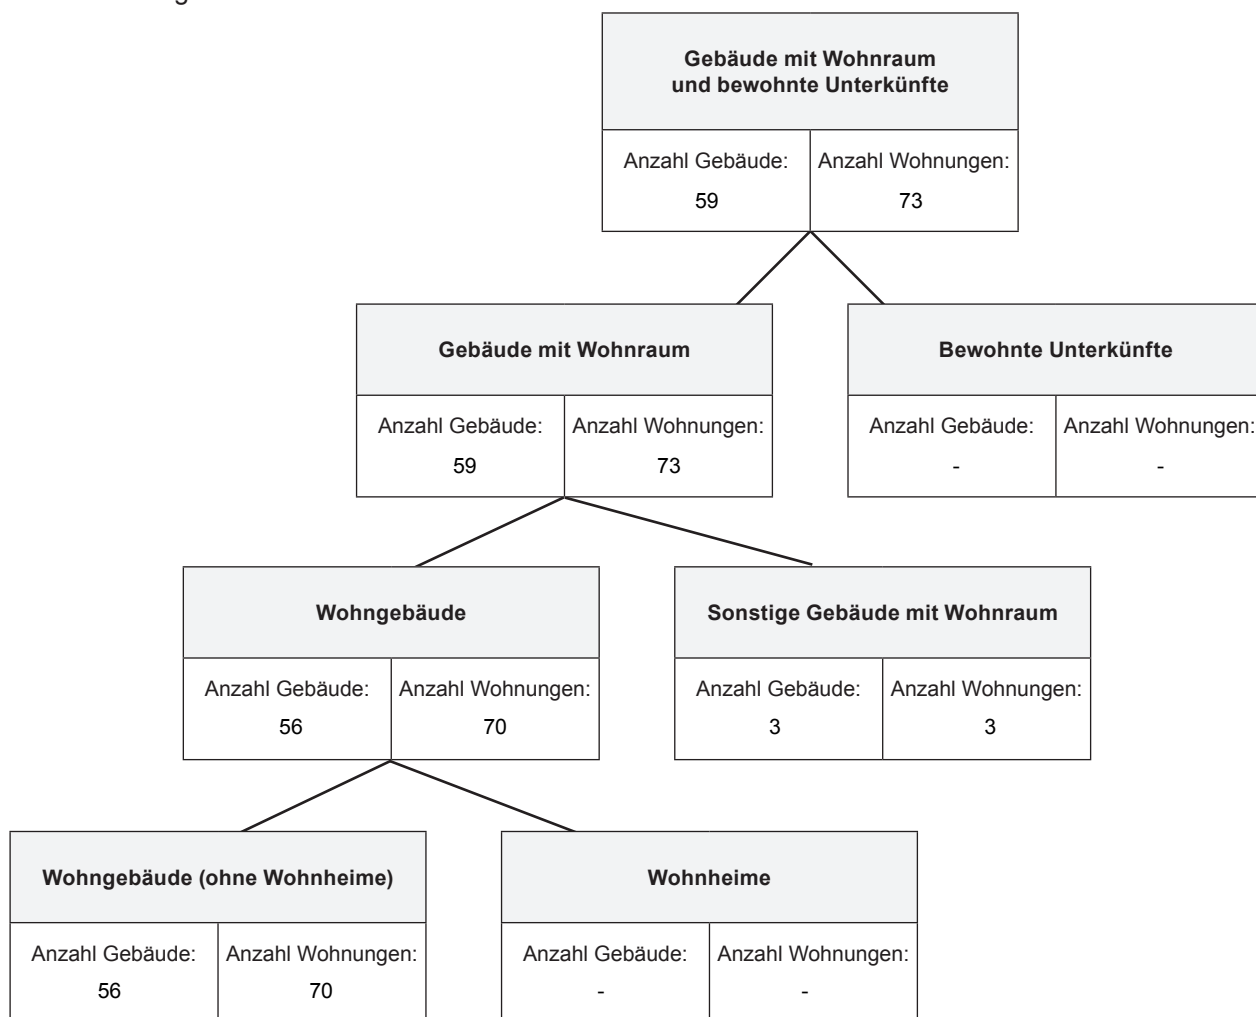 Gebäude mit Wohnraum
und bewohnte Unterkünfte
Anzahl Gebäude: Anzahl Wohnungen:
59 73
Gebäude mit Wohnraum
Anzahl Gebäude: Anzahl Wohnungen:
59 73
Bewohnte Unterkünfte
Anzahl Gebäude: Anzahl Wohnungen:
- -
Wohngebäude
Anzahl Gebäude: Anzahl Wohnungen:
56 70
Sonstige Gebäude mit Wohnraum
Anzahl Gebäude: Anzahl Wohnungen:
3 3
Wohngebäude (ohne Wohnheime)
Anzahl Gebäude: Anzahl Wohnungen:
56 70
Wohnheime
Anzahl Gebäude: Anzahl Wohnungen:
- -